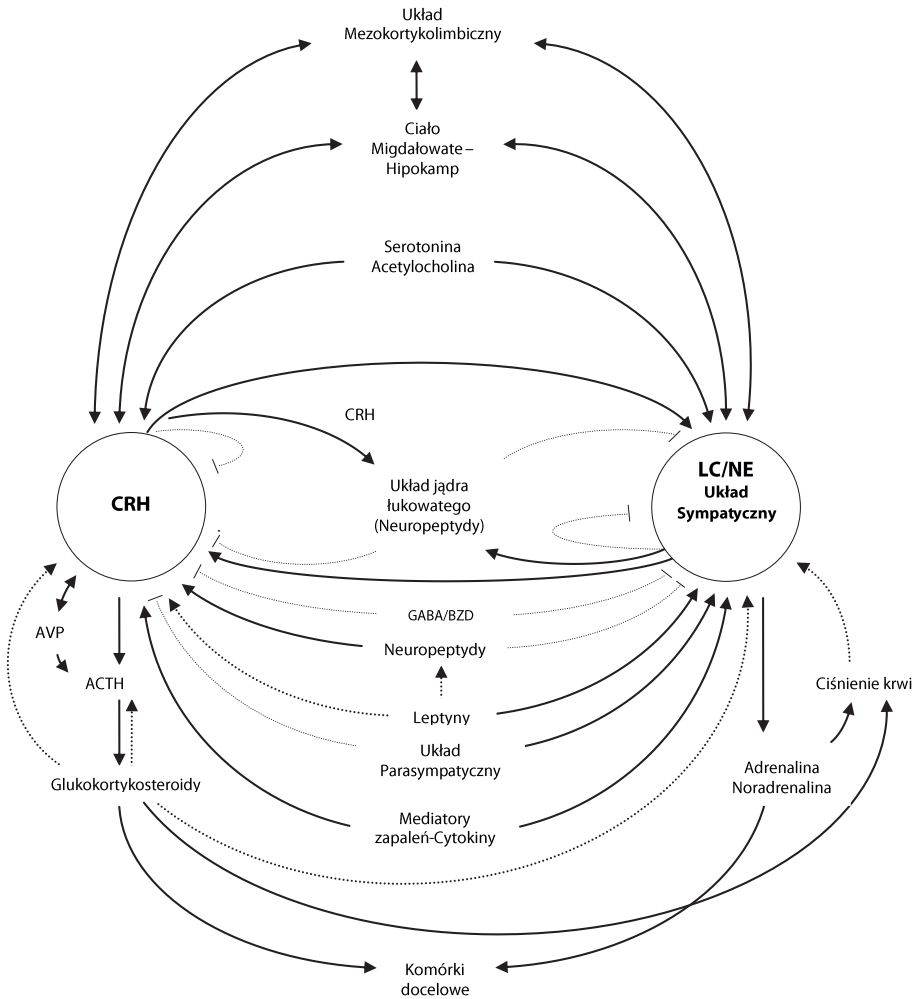 Układ
Mezokortykolimbiczny
Ciało
Migdałowate –
Hipokamp
Serotonina
Acetylocholina
CRH
Układ jądra
łukowatego
(Neuropeptydy)
CRH
LC/NE
Układ
Sympatyczny
GABA/BZD
AVP
Neuropeptydy
ACTH
Ciśnienie krwi
Leptyny
Układ
Parasympatyczny
Glukokortykosteroidy
Adrenalina
Noradrenalina
Mediatory
zapaleń-Cytokiny
Komórki
docelowe